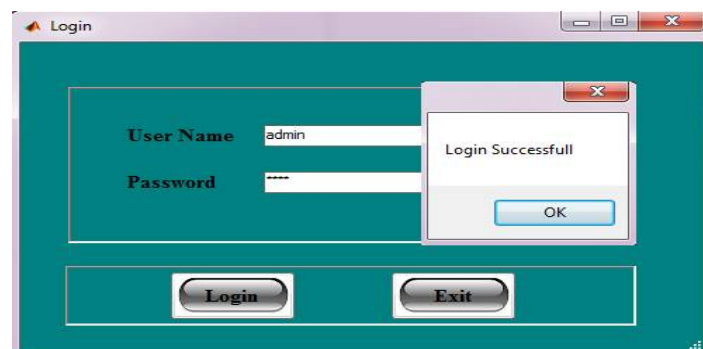 Login
User Name admin
Password ****
Login Successfull
OK
Login Exit